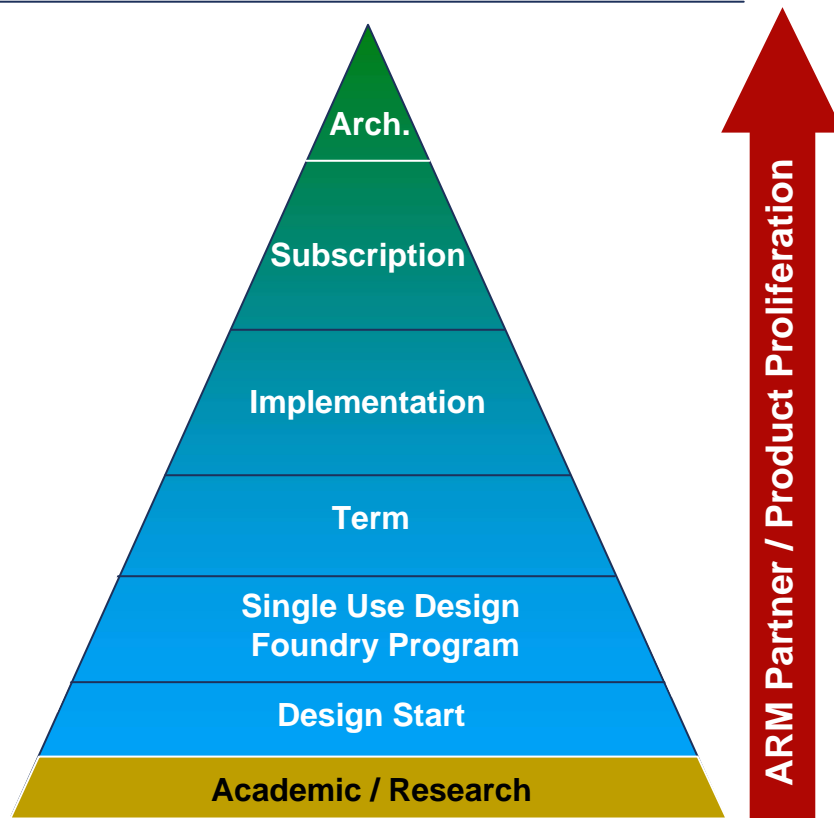 Arch.
Subscription
Implementation
Term
Single Use Design
Foundry Program
Design Start
Academic / Research
ARM Partner / Product Proliferation